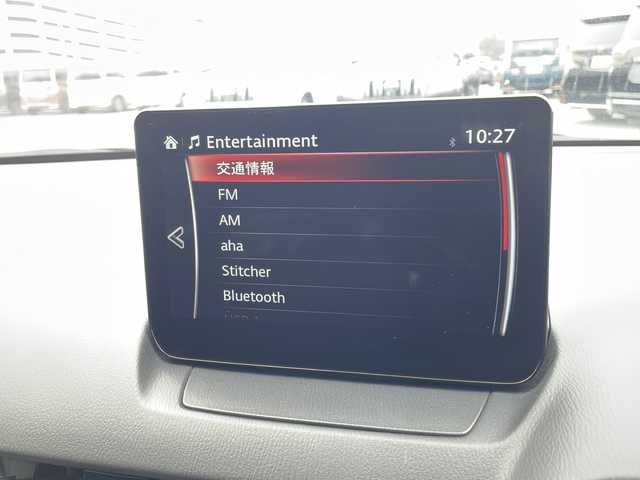 Entertainment 10:27
交通情報
FM
AM
aha
Stitcher
Bluetooth